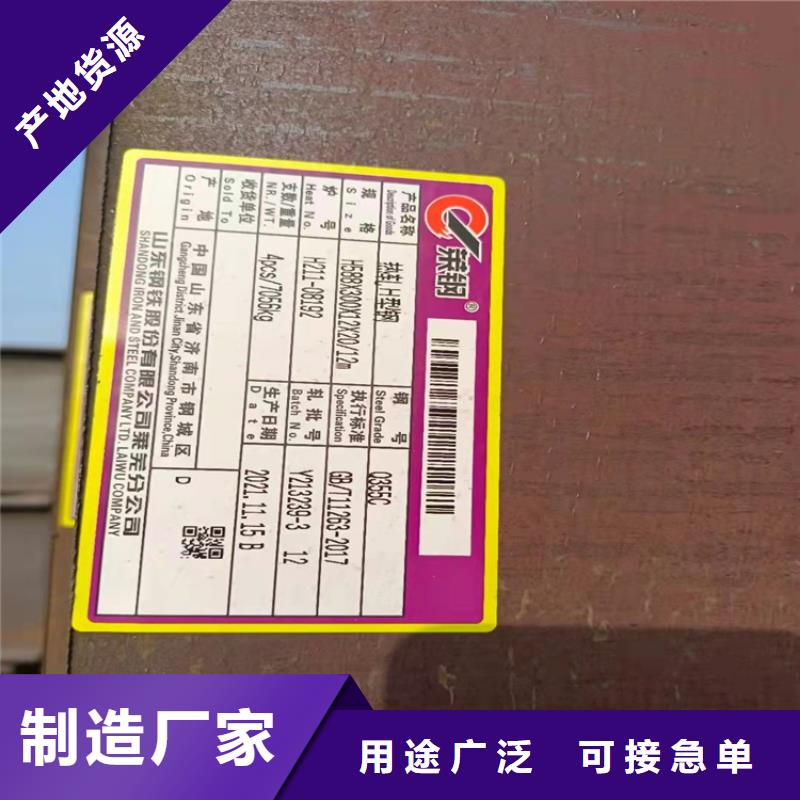 产地货源
莱钢®
产品名称 热轧H型钢 钢号 Q355C
Description of Goods Steel Grade
规格 H588X300X12X20/12m 执行标准 GB/T11263-2017
Size Specification
炉号 H211-08192 轧批号 Y213239-3 12
Heat No. Batch No.
支数/重量 4pcs/7056kg 生产日期 2021.11.15 B
NR./WT. Date
收货单位
Sold To
产地 中国山东省济南市钢城区 D
Origin Gangcheng District Jinan City, Shandong Province, China
山东钢铁股份有限公司莱芜分公司
SHANDONG IRON AND STEEL COMPANY LTD. LAIWU COMPANY
制造厂家
用途广泛 可接急单